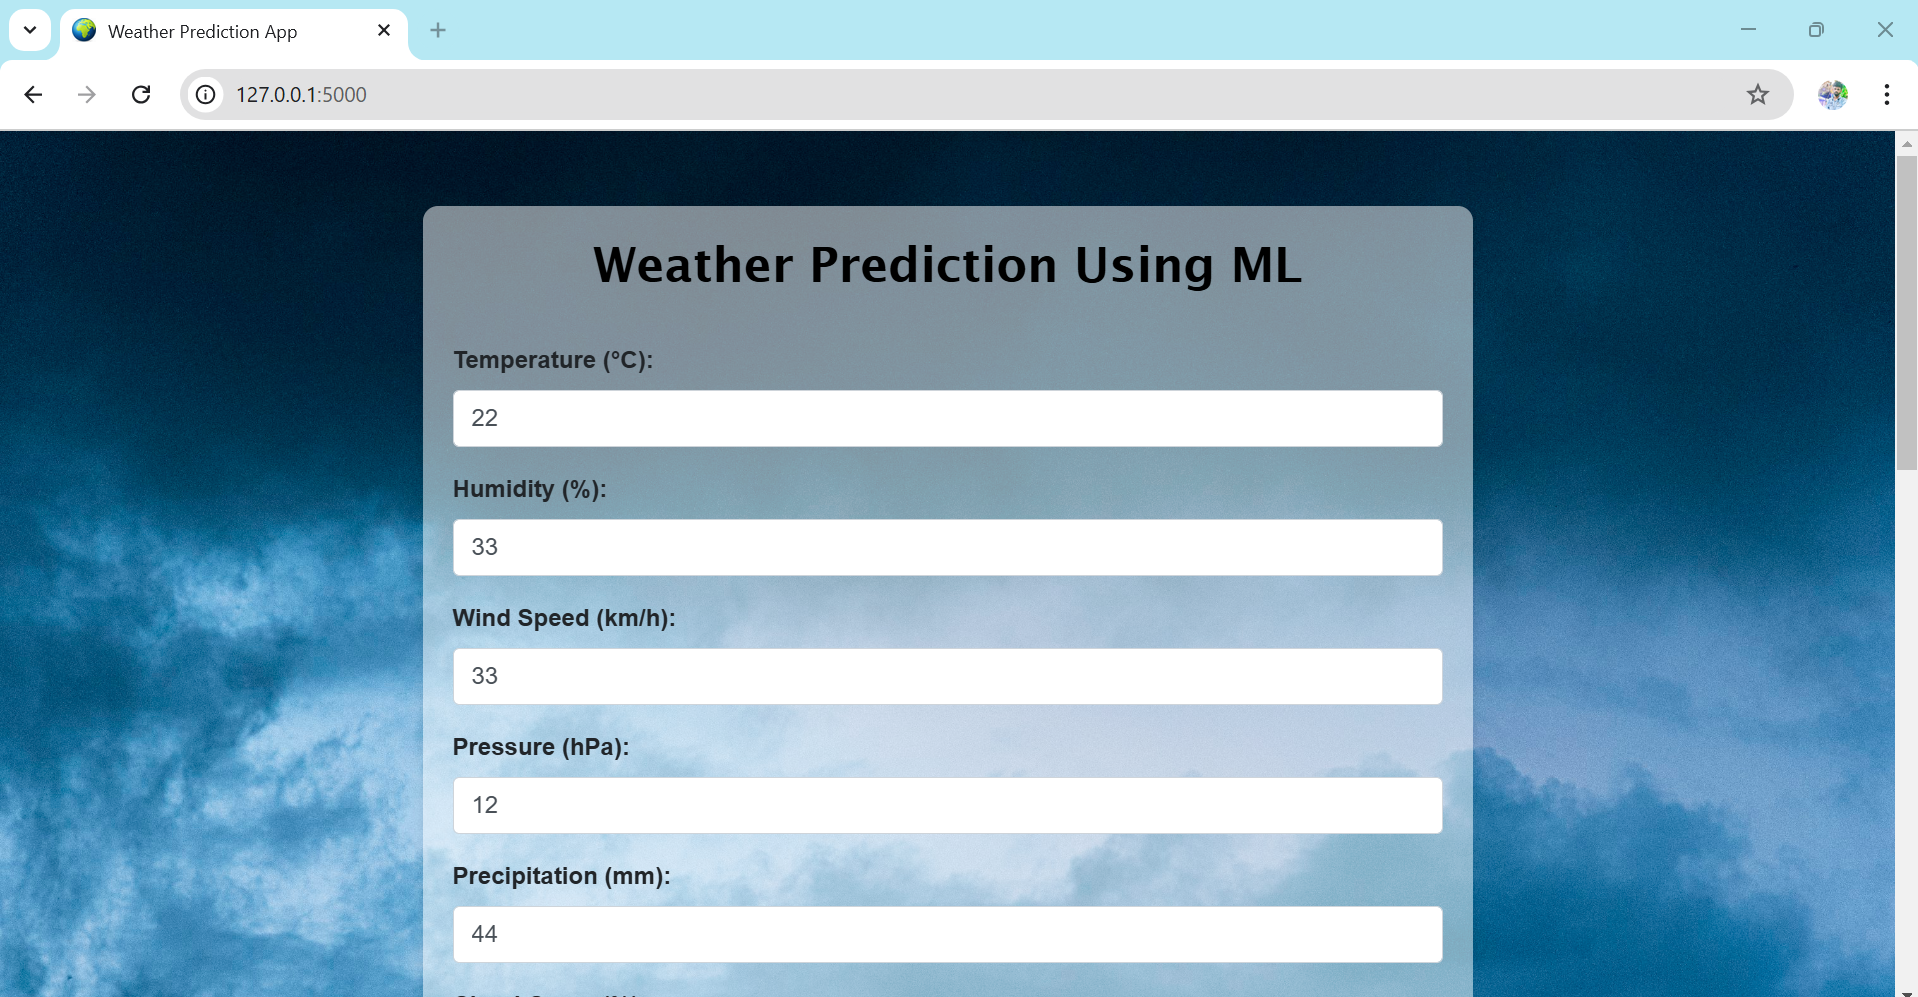 Weather Prediction App
127.0.0.1:5000
Weather Prediction Using ML
Temperature (°C):
22
Humidity (%):
33
Wind Speed (km/h):
33
Pressure (hPa):
12
Precipitation (mm):
44